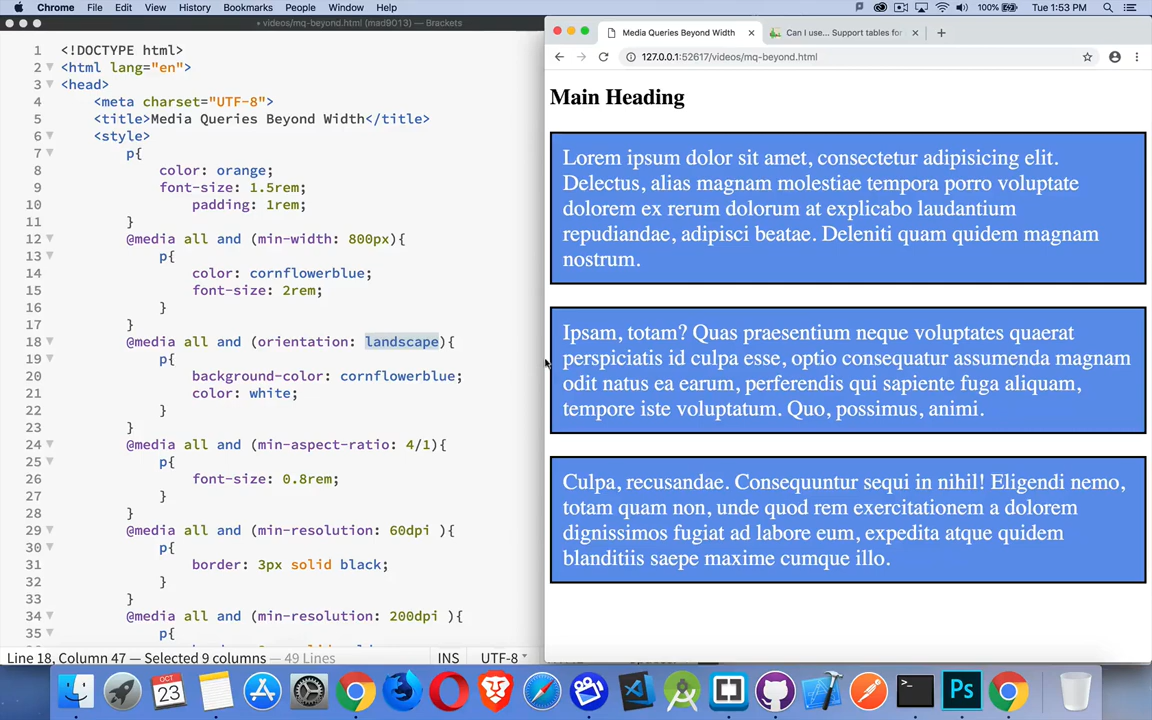 Chrome File Edit View History Bookmarks People Window Help
100% Tue 1:53 PM
• videos/mq-beyond.html (mad9013) — Brackets
1 <!DOCTYPE html>
2 <html lang="en">
3 <head>
4 <meta charset="UTF-8">
5 <title>Media Queries Beyond Width</title>
6 <style>
7 p{
8 color: orange;
9 font-size: 1.5rem;
10 padding: 1rem;
11 }
12 @media all and (min-width: 800px){
13 p{
14 color: cornflowerblue;
15 font-size: 2rem;
16 }
17 }
18 @media all and (orientation: landscape){
19 p{
20 background-color: cornflowerblue;
21 color: white;
22 }
23 }
24 @media all and (min-aspect-ratio: 4/1){
25 p{
26 font-size: 0.8rem;
27 }
28 }
29 @media all and (min-resolution: 60dpi ){
30 p{
31 border: 3px solid black;
32 }
33 }
34 @media all and (min-resolution: 200dpi ){
35 p{
Line 18, Column 47 — Selected 9 columns — 49 Lines
INS UTF-8
Media Queries Beyond Width
Can I use... Support tables for
127.0.0.1:52617/videos/mq-beyond.html
Main Heading
Lorem ipsum dolor sit amet, consectetur adipisicing elit.
Delectus, alias magnam molestiae tempora porro voluptate
dolorem ex rerum dolorum at explicabo laudantium
repudiandae, adipisci beatae. Deleniti quam quidem magnam
nostrum.
Ipsam, totam? Quas praesentium neque voluptates quaerat
perspiciatis id culpa esse, optio consequatur assumenda magnam
odit natus ea earum, perferendis qui sapiente fuga aliquam,
tempore iste voluptatum. Quo, possimus, animi.
Culpa, recusandae. Consequuntur sequi in nihil! Eligendi nemo,
totam quam non, unde quod rem exercitationem a dolorem
dignissimos fugiat ad labore eum, expedita atque quidem
blanditiis saepe maxime cumque illo.
OCT
23
Ps